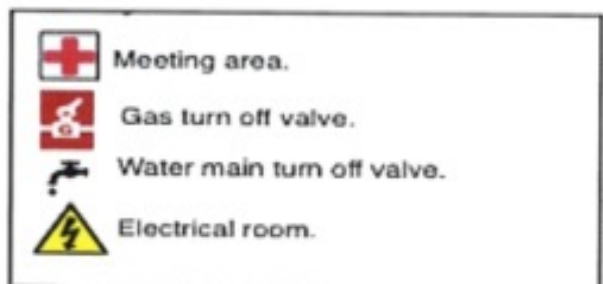 Meeting area.
Gas turn off valve.
Water main turn off valve.
Electrical room.